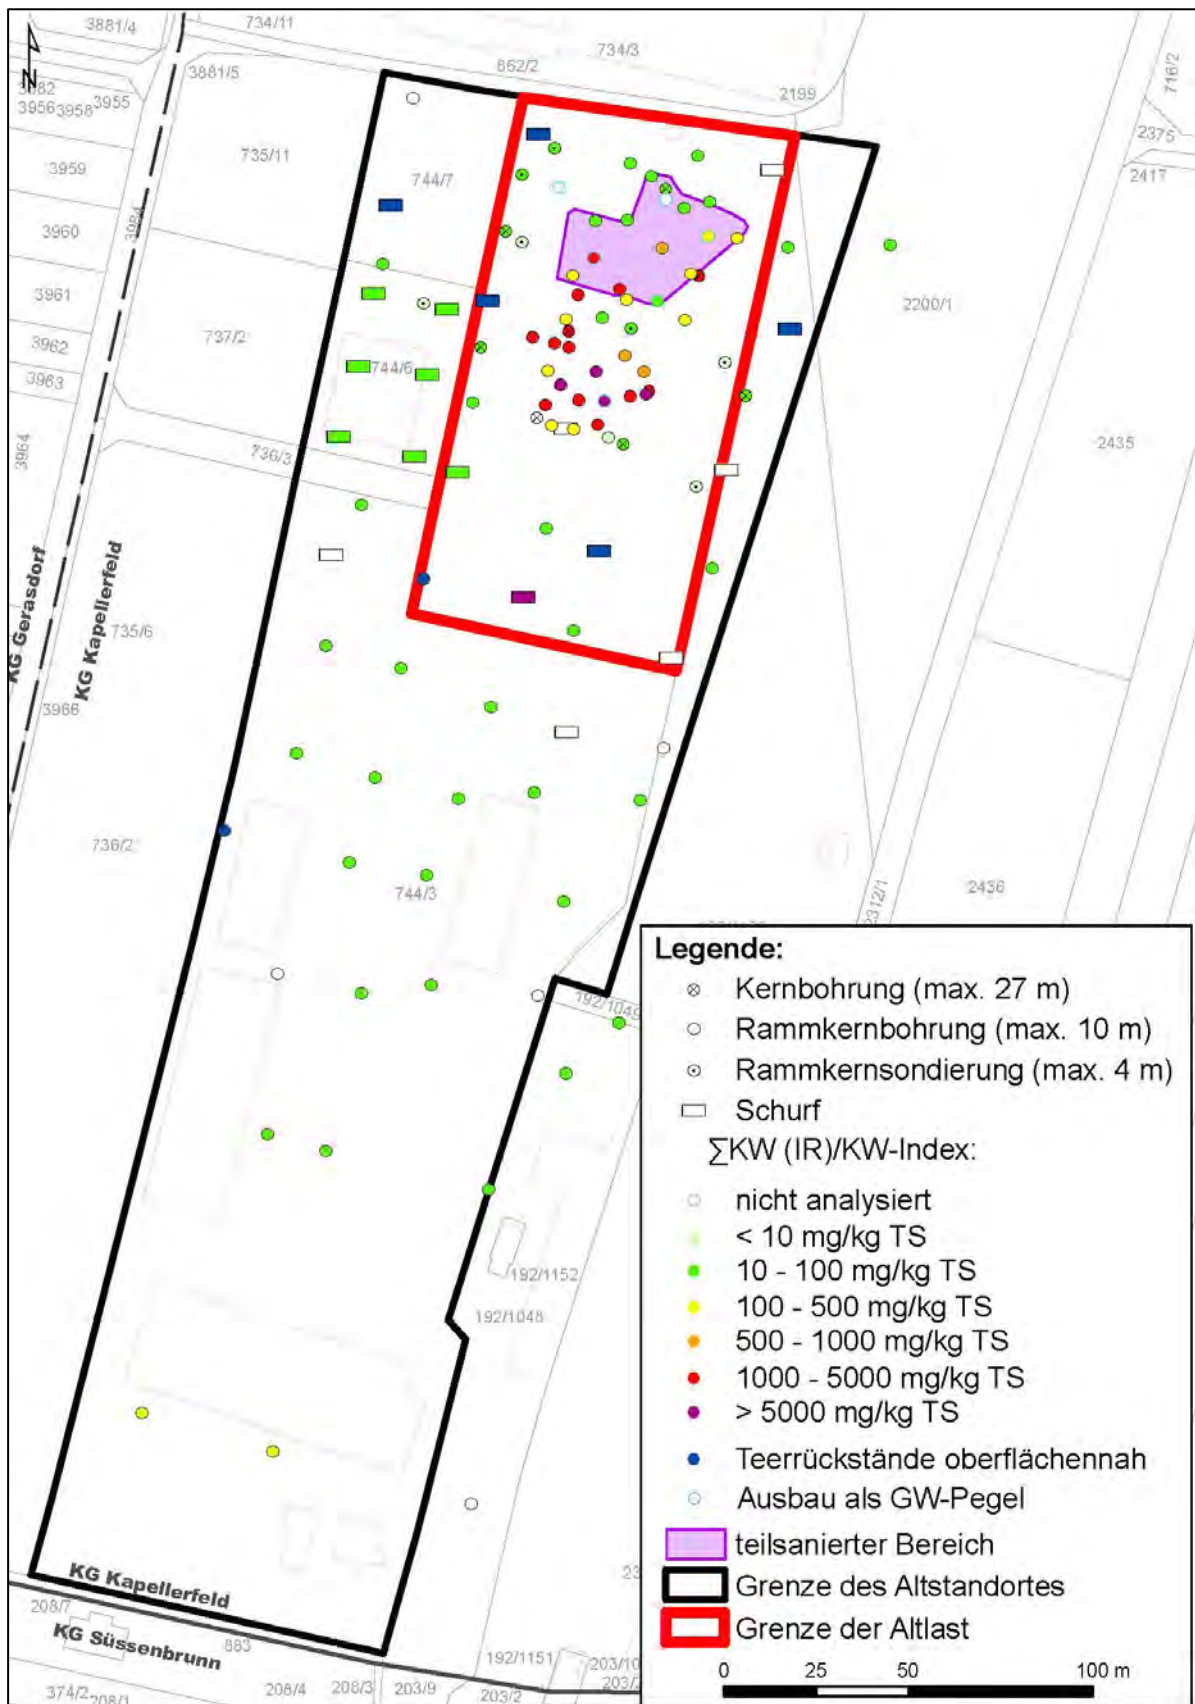 3881/4
734/11
734/3
716/2
N
3881/5
662/2
2199
3955
3956
3958
2375
2417
3959
735/11
744/7
3960
3984
3961
2200/1
3962
737/2
744/6
3963
3964
736/3
2435
KG Gerasdorf
KG Kapellerfeld
735/6
3966
736/2
744/3
2312/1
2436
192/1049
192/1152
192/1048
KG Kapellerfeld
208/7
KG Süssenbrunn
883
192/1151
374/2
208/1
208/4
208/3
203/9
203/2
Legende:
Kernbohrung (max. 27 m)
Rammkernbohrung (max. 10 m)
Rammkernsondierung (max. 4 m)
Schurf
∑KW (IR)/KW-Index:
nicht analysiert
< 10 mg/kg TS
10 - 100 mg/kg TS
100 - 500 mg/kg TS
500 - 1000 mg/kg TS
1000 - 5000 mg/kg TS
> 5000 mg/kg TS
Teerrückstände oberflächennah
Ausbau als GW-Pegel
teilsanierter Bereich
Grenze des Altstandortes
Grenze der Altlast
0 25 50 100 m